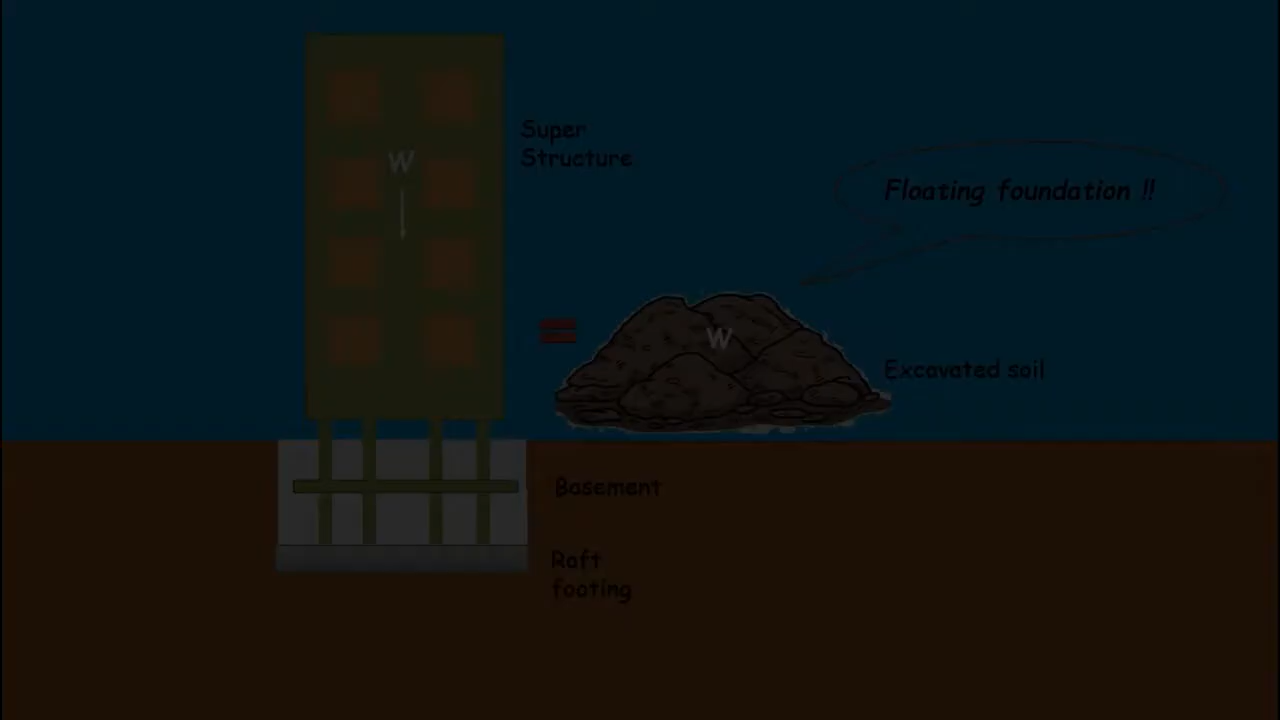 Super
Structure
W
Floating foundation !!
=
W
Excavated soil
Basement
Raft
footing